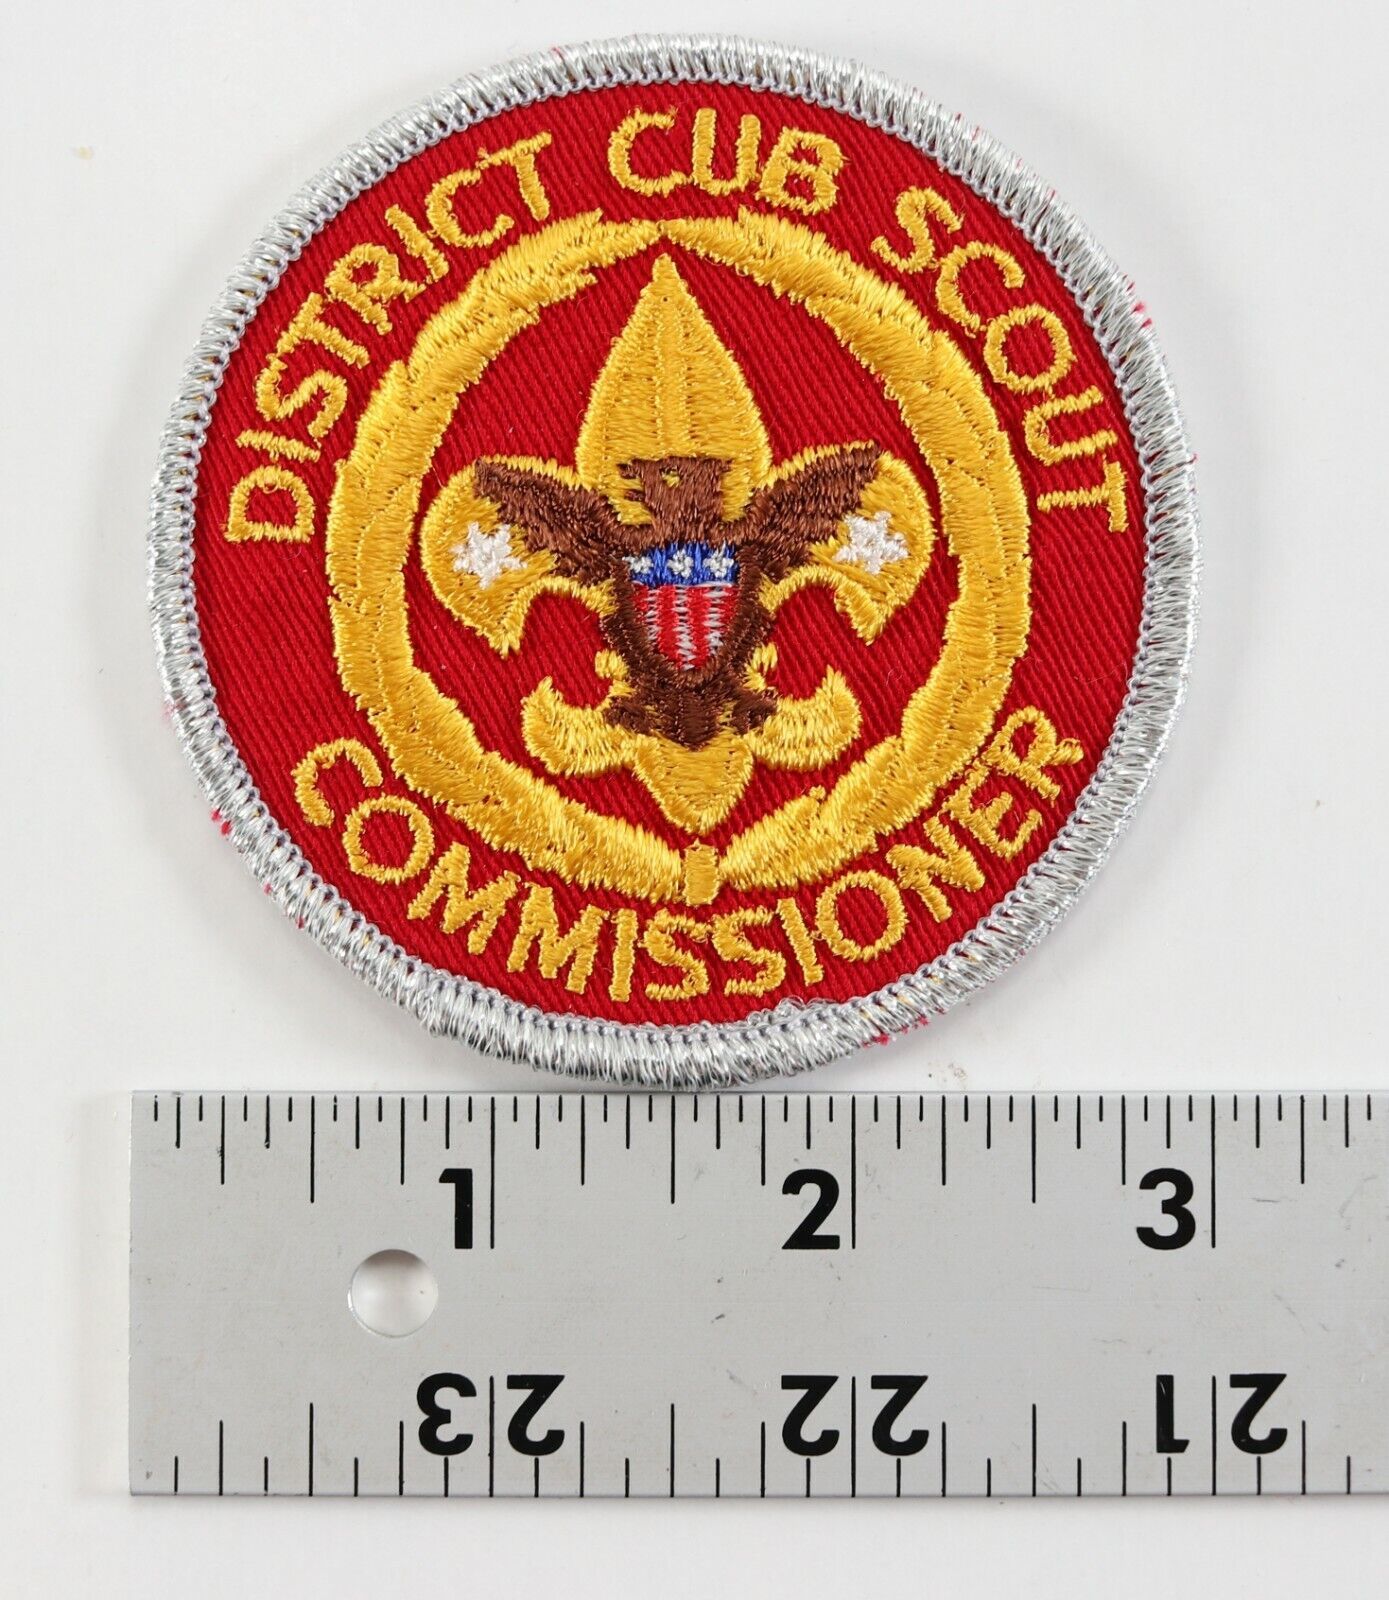 DISTRICT CUB SCOUT
COMMISSIONER
1 2 3
23 22 21